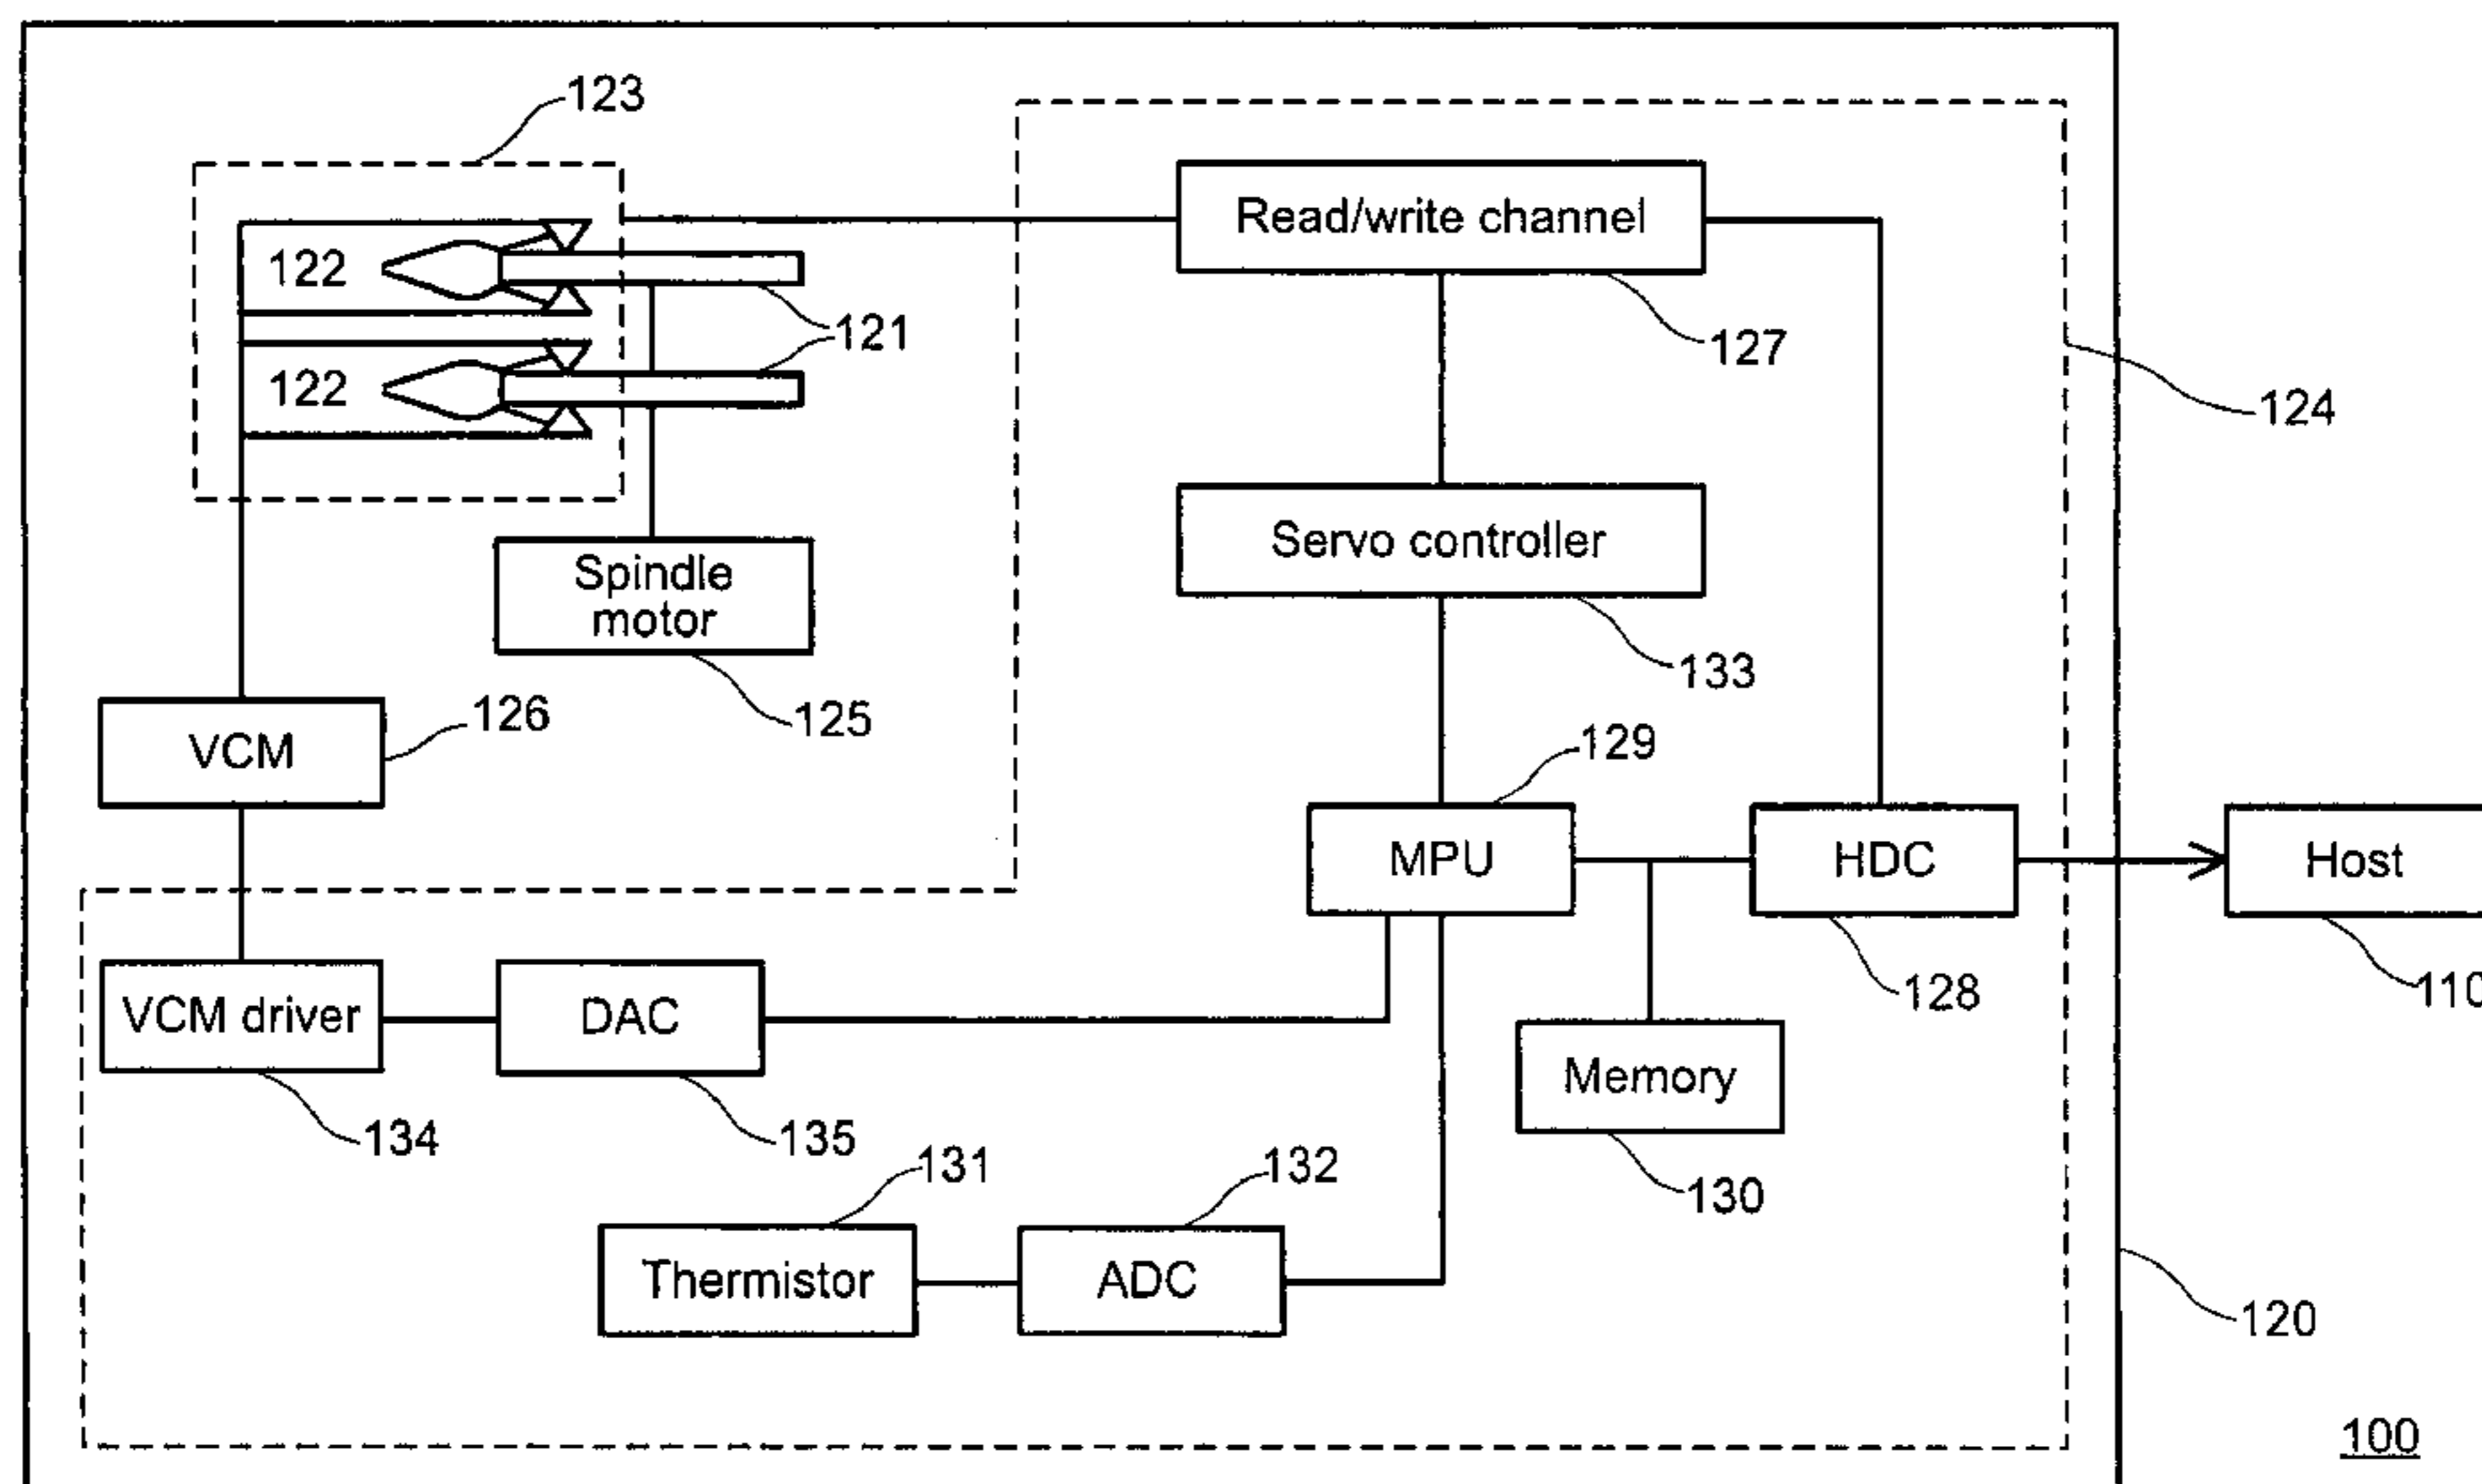 123
Read/write channel
122
121
127
122
124
Servo controller
Spindle
motor
133
126
125
VCM
129
MPU
HDC
Host
VCM driver
DAC
128
110
Memory
134
135
131
132
130
Thermistor
ADC
120
100